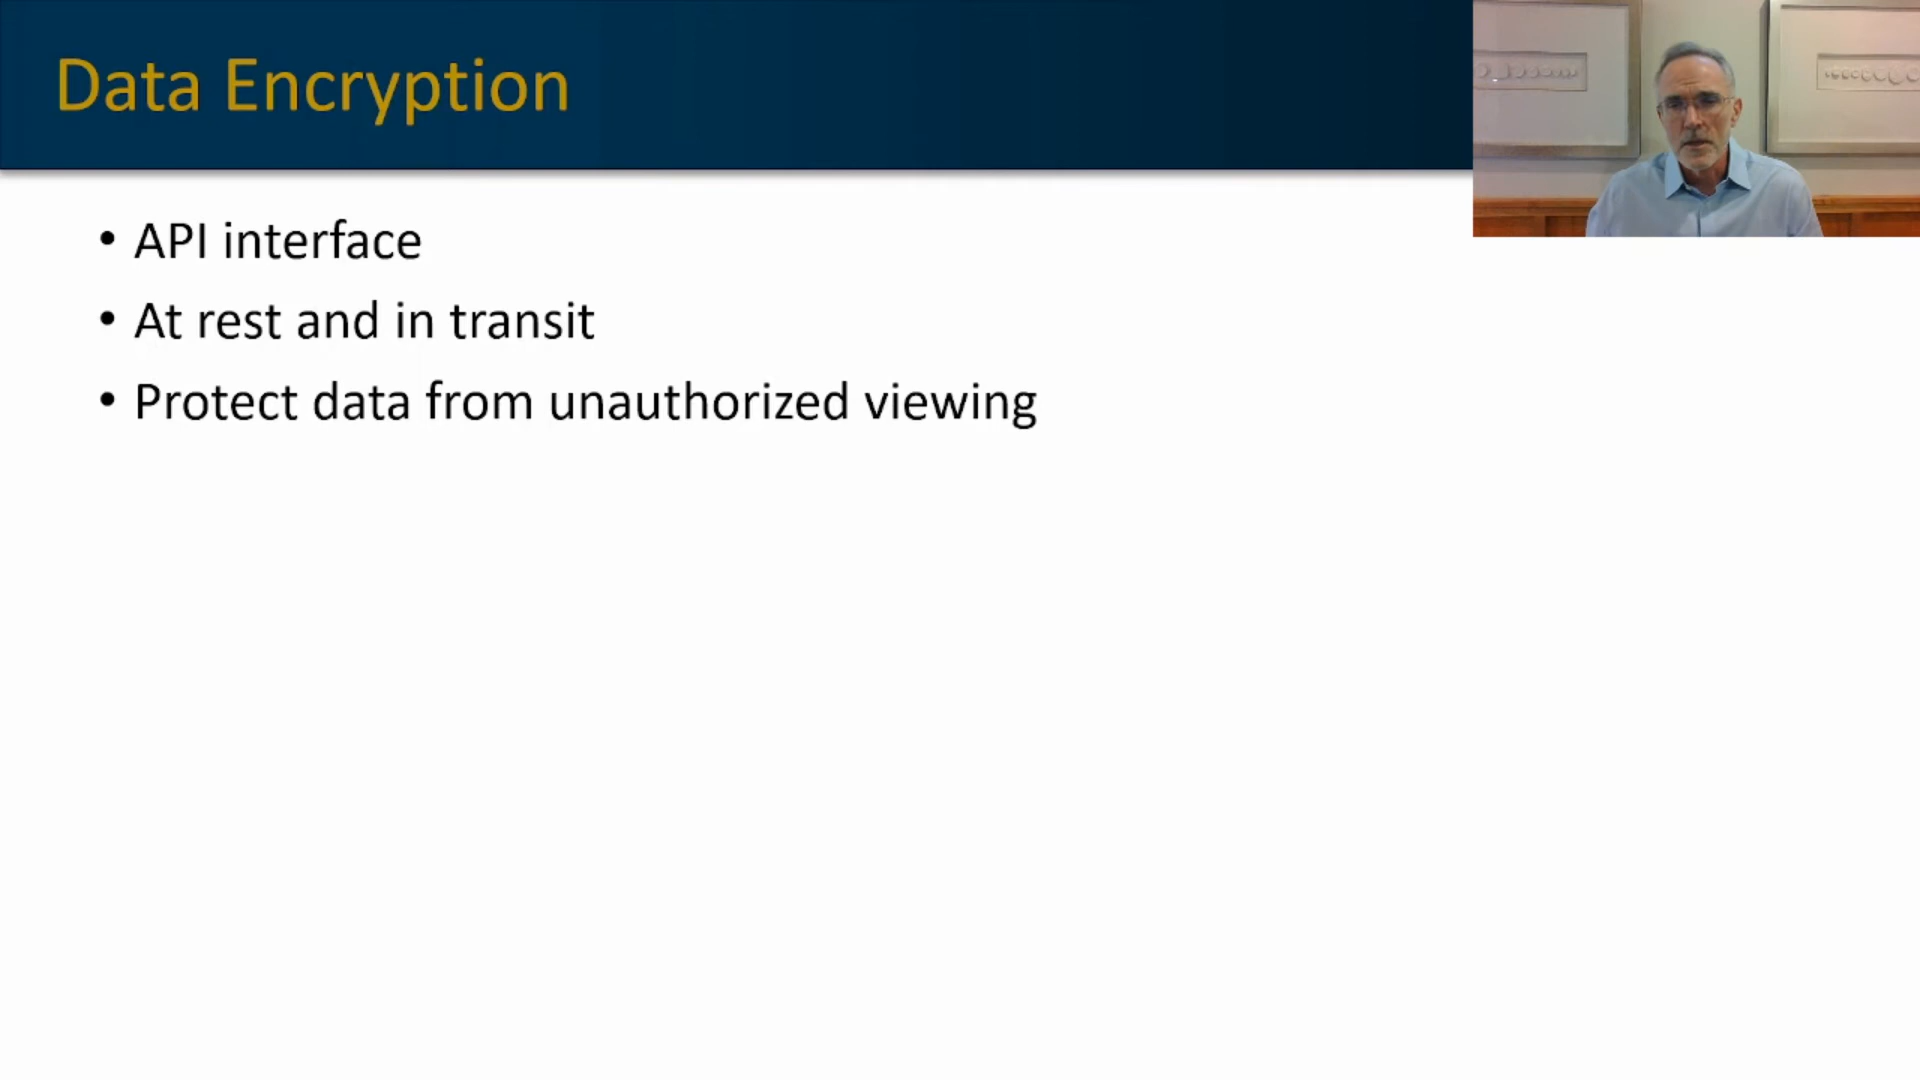 Data Encryption
• API interface
• At rest and in transit
• Protect data from unauthorized viewing